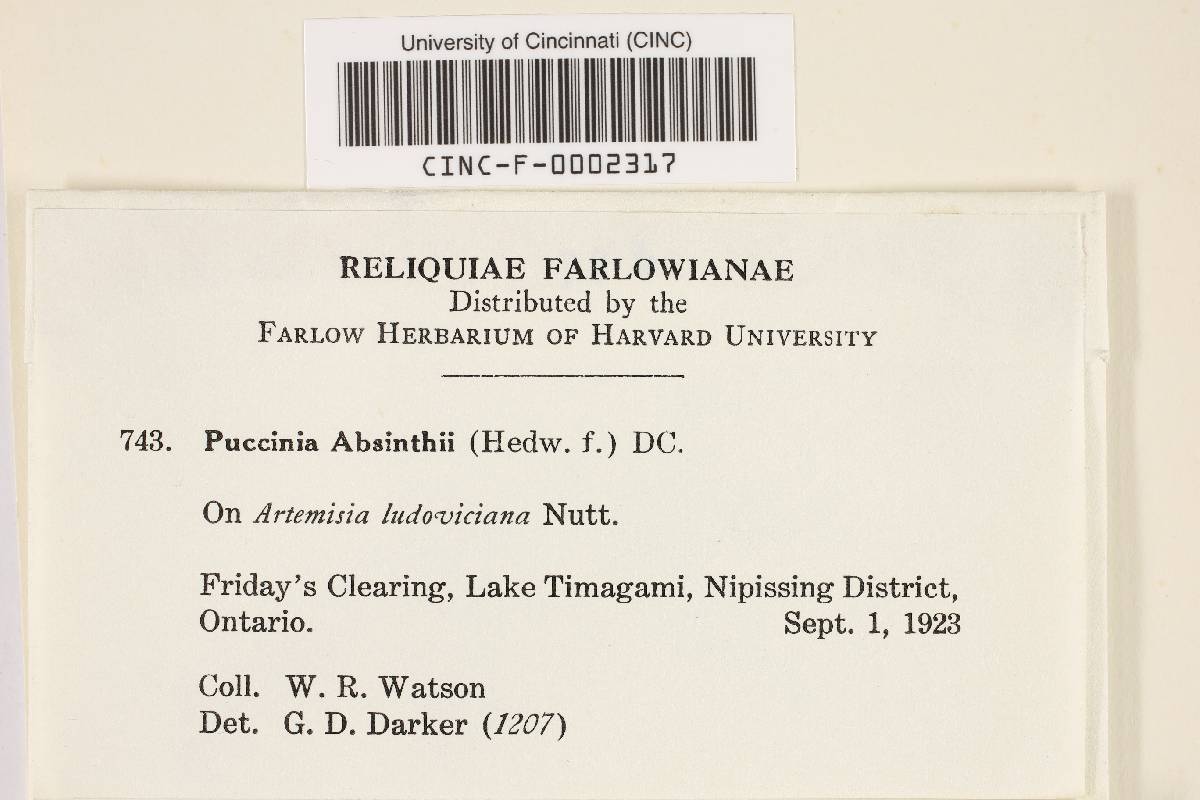 University of Cincinnati (CINC)
CINC-F-0002317
RELIQUIAE FARLOWIANAE
Distributed by the
FARLOW HERBARIUM OF HARVARD UNIVERSITY
743. Puccinia Absinthii (Hedw. f.) DC.
On Artemisia ludoviciana Nutt.
Friday's Clearing, Lake Timagami, Nipissing District,
Ontario. Sept. 1, 1923
Coll. W. R. Watson
Det. G. D. Darker (1207)